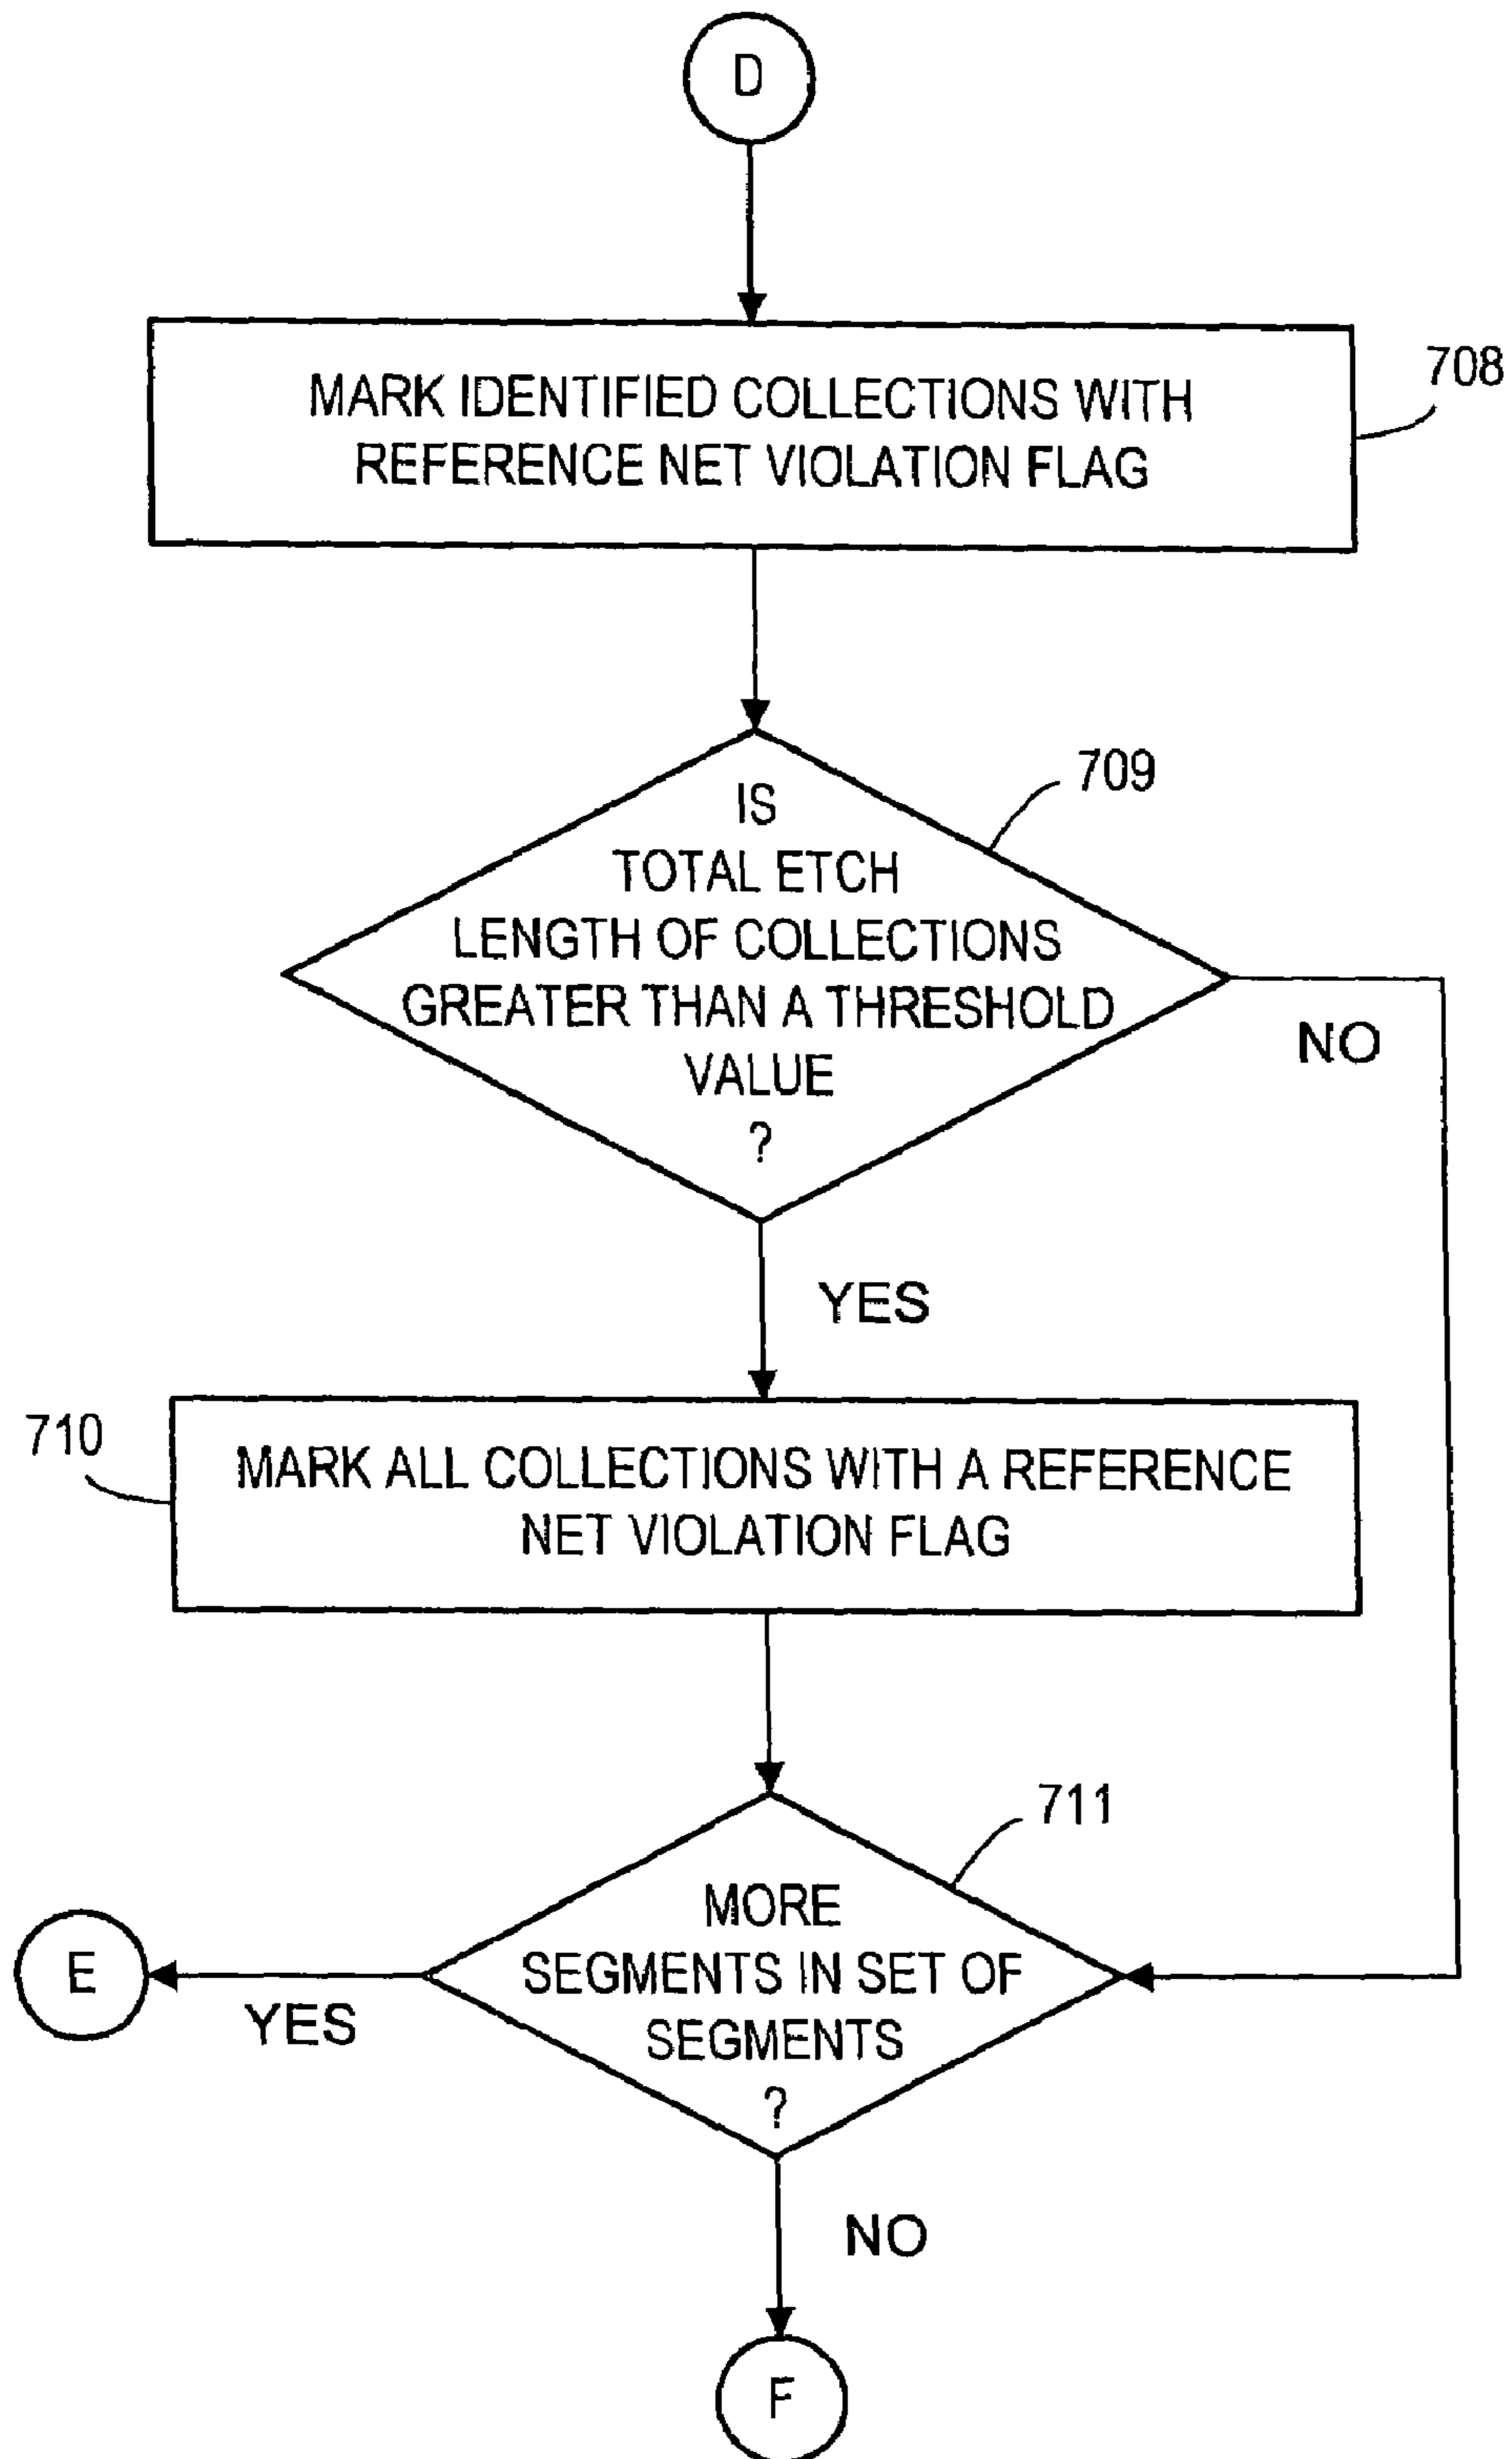 D
MARK IDENTIFIED COLLECTIONS WITH
REFERENCE NET VIOLATION FLAG
708
709
IS
TOTAL ETCH
LENGTH OF COLLECTIONS
GREATER THAN A THRESHOLD
VALUE
?
NO
YES
710
MARK ALL COLLECTIONS WITH A REFERENCE
NET VIOLATION FLAG
711
MORE
SEGMENTS IN SET OF
SEGMENTS
?
E
YES
NO
F